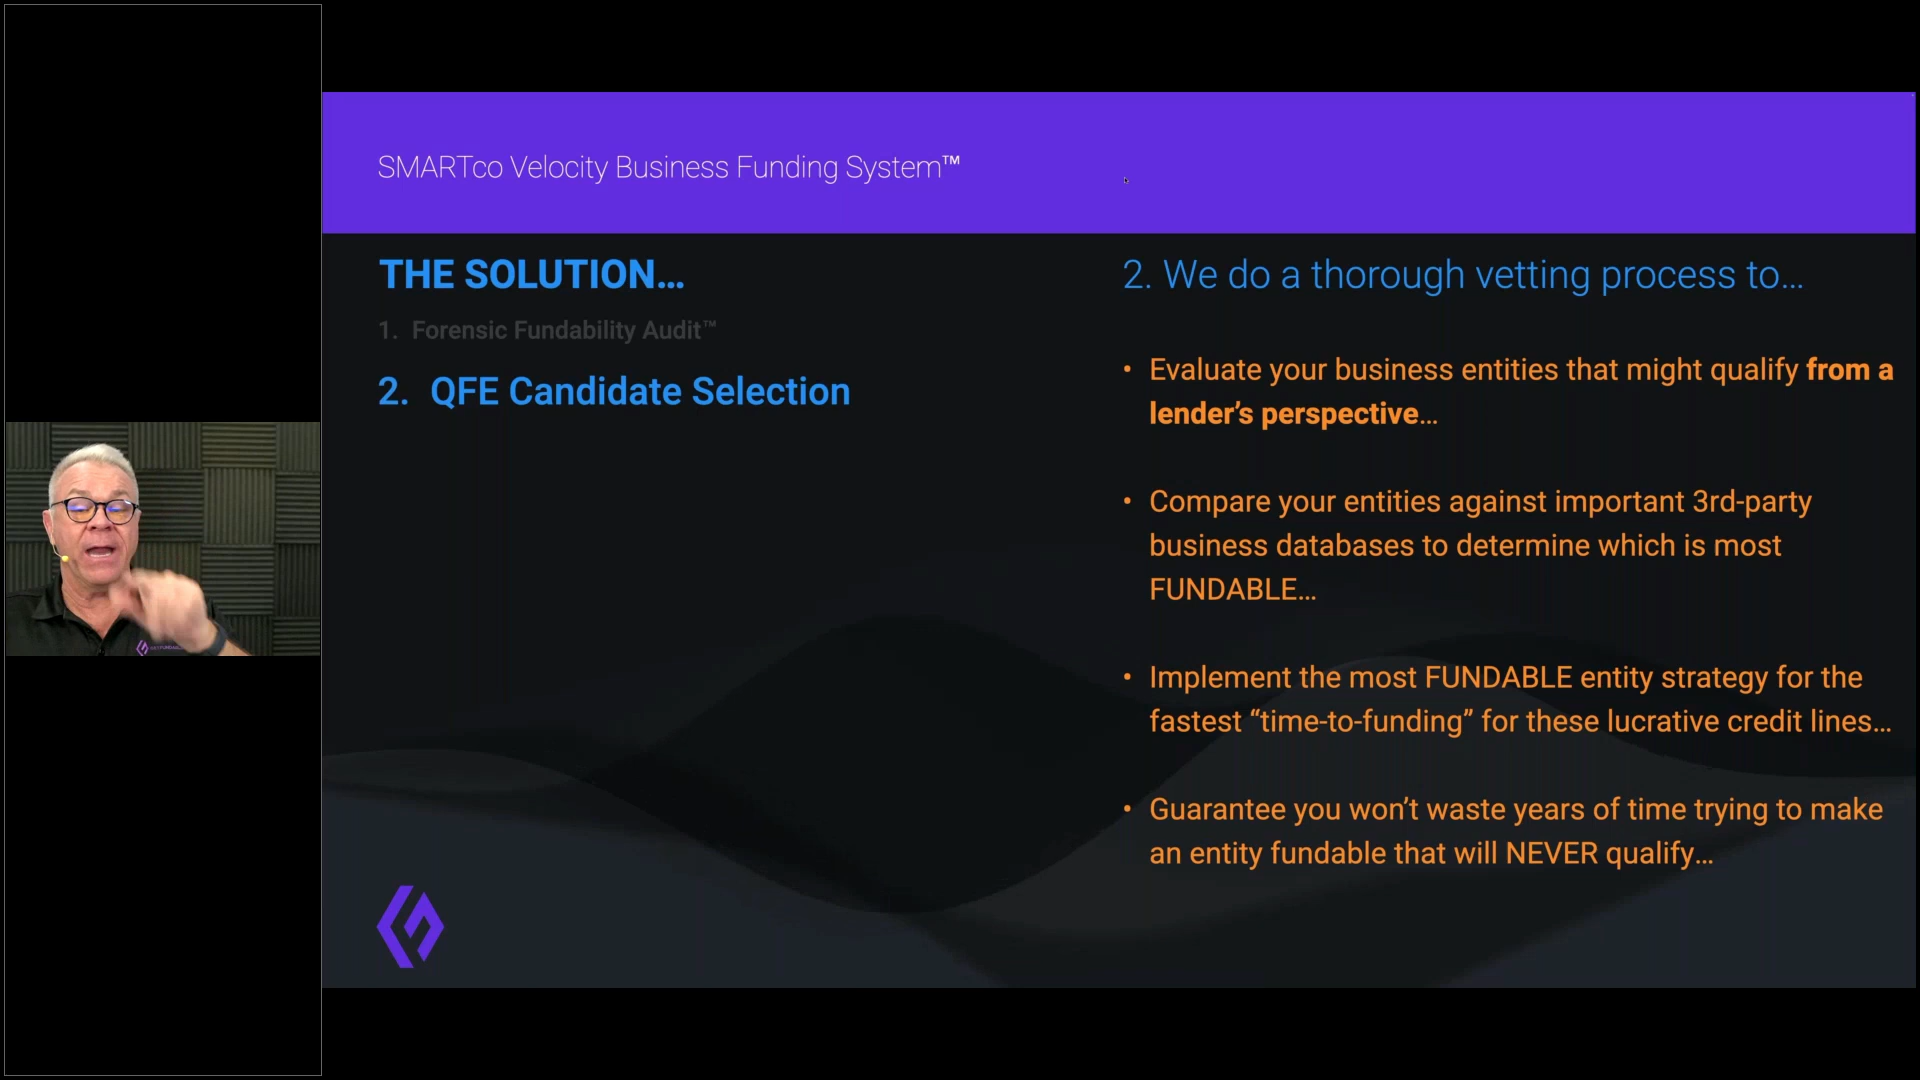 SMARTco Velocity Business Funding System™
THE SOLUTION…
1. Forensic Fundability Audit™
2. QFE Candidate Selection
2. We do a thorough vetting process to…
• Evaluate your business entities that might qualify from a
lender’s perspective…
• Compare your entities against important 3rd-party
business databases to determine which is most
FUNDABLE…
• Implement the most FUNDABLE entity strategy for the
fastest “time-to-funding” for these lucrative credit lines…
• Guarantee you won’t waste years of time trying to make
an entity fundable that will NEVER qualify…